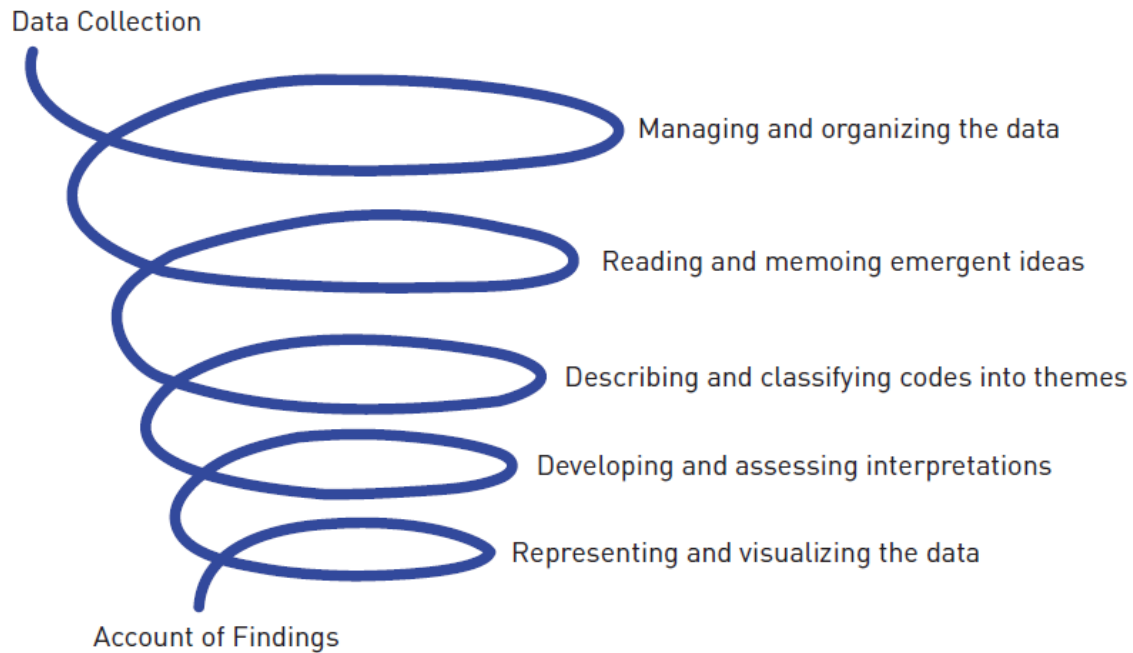 Data Collection
Managing and organizing the data
Reading and memoing emergent ideas
Describing and classifying codes into themes
Developing and assessing interpretations
Representing and visualizing the data
Account of Findings